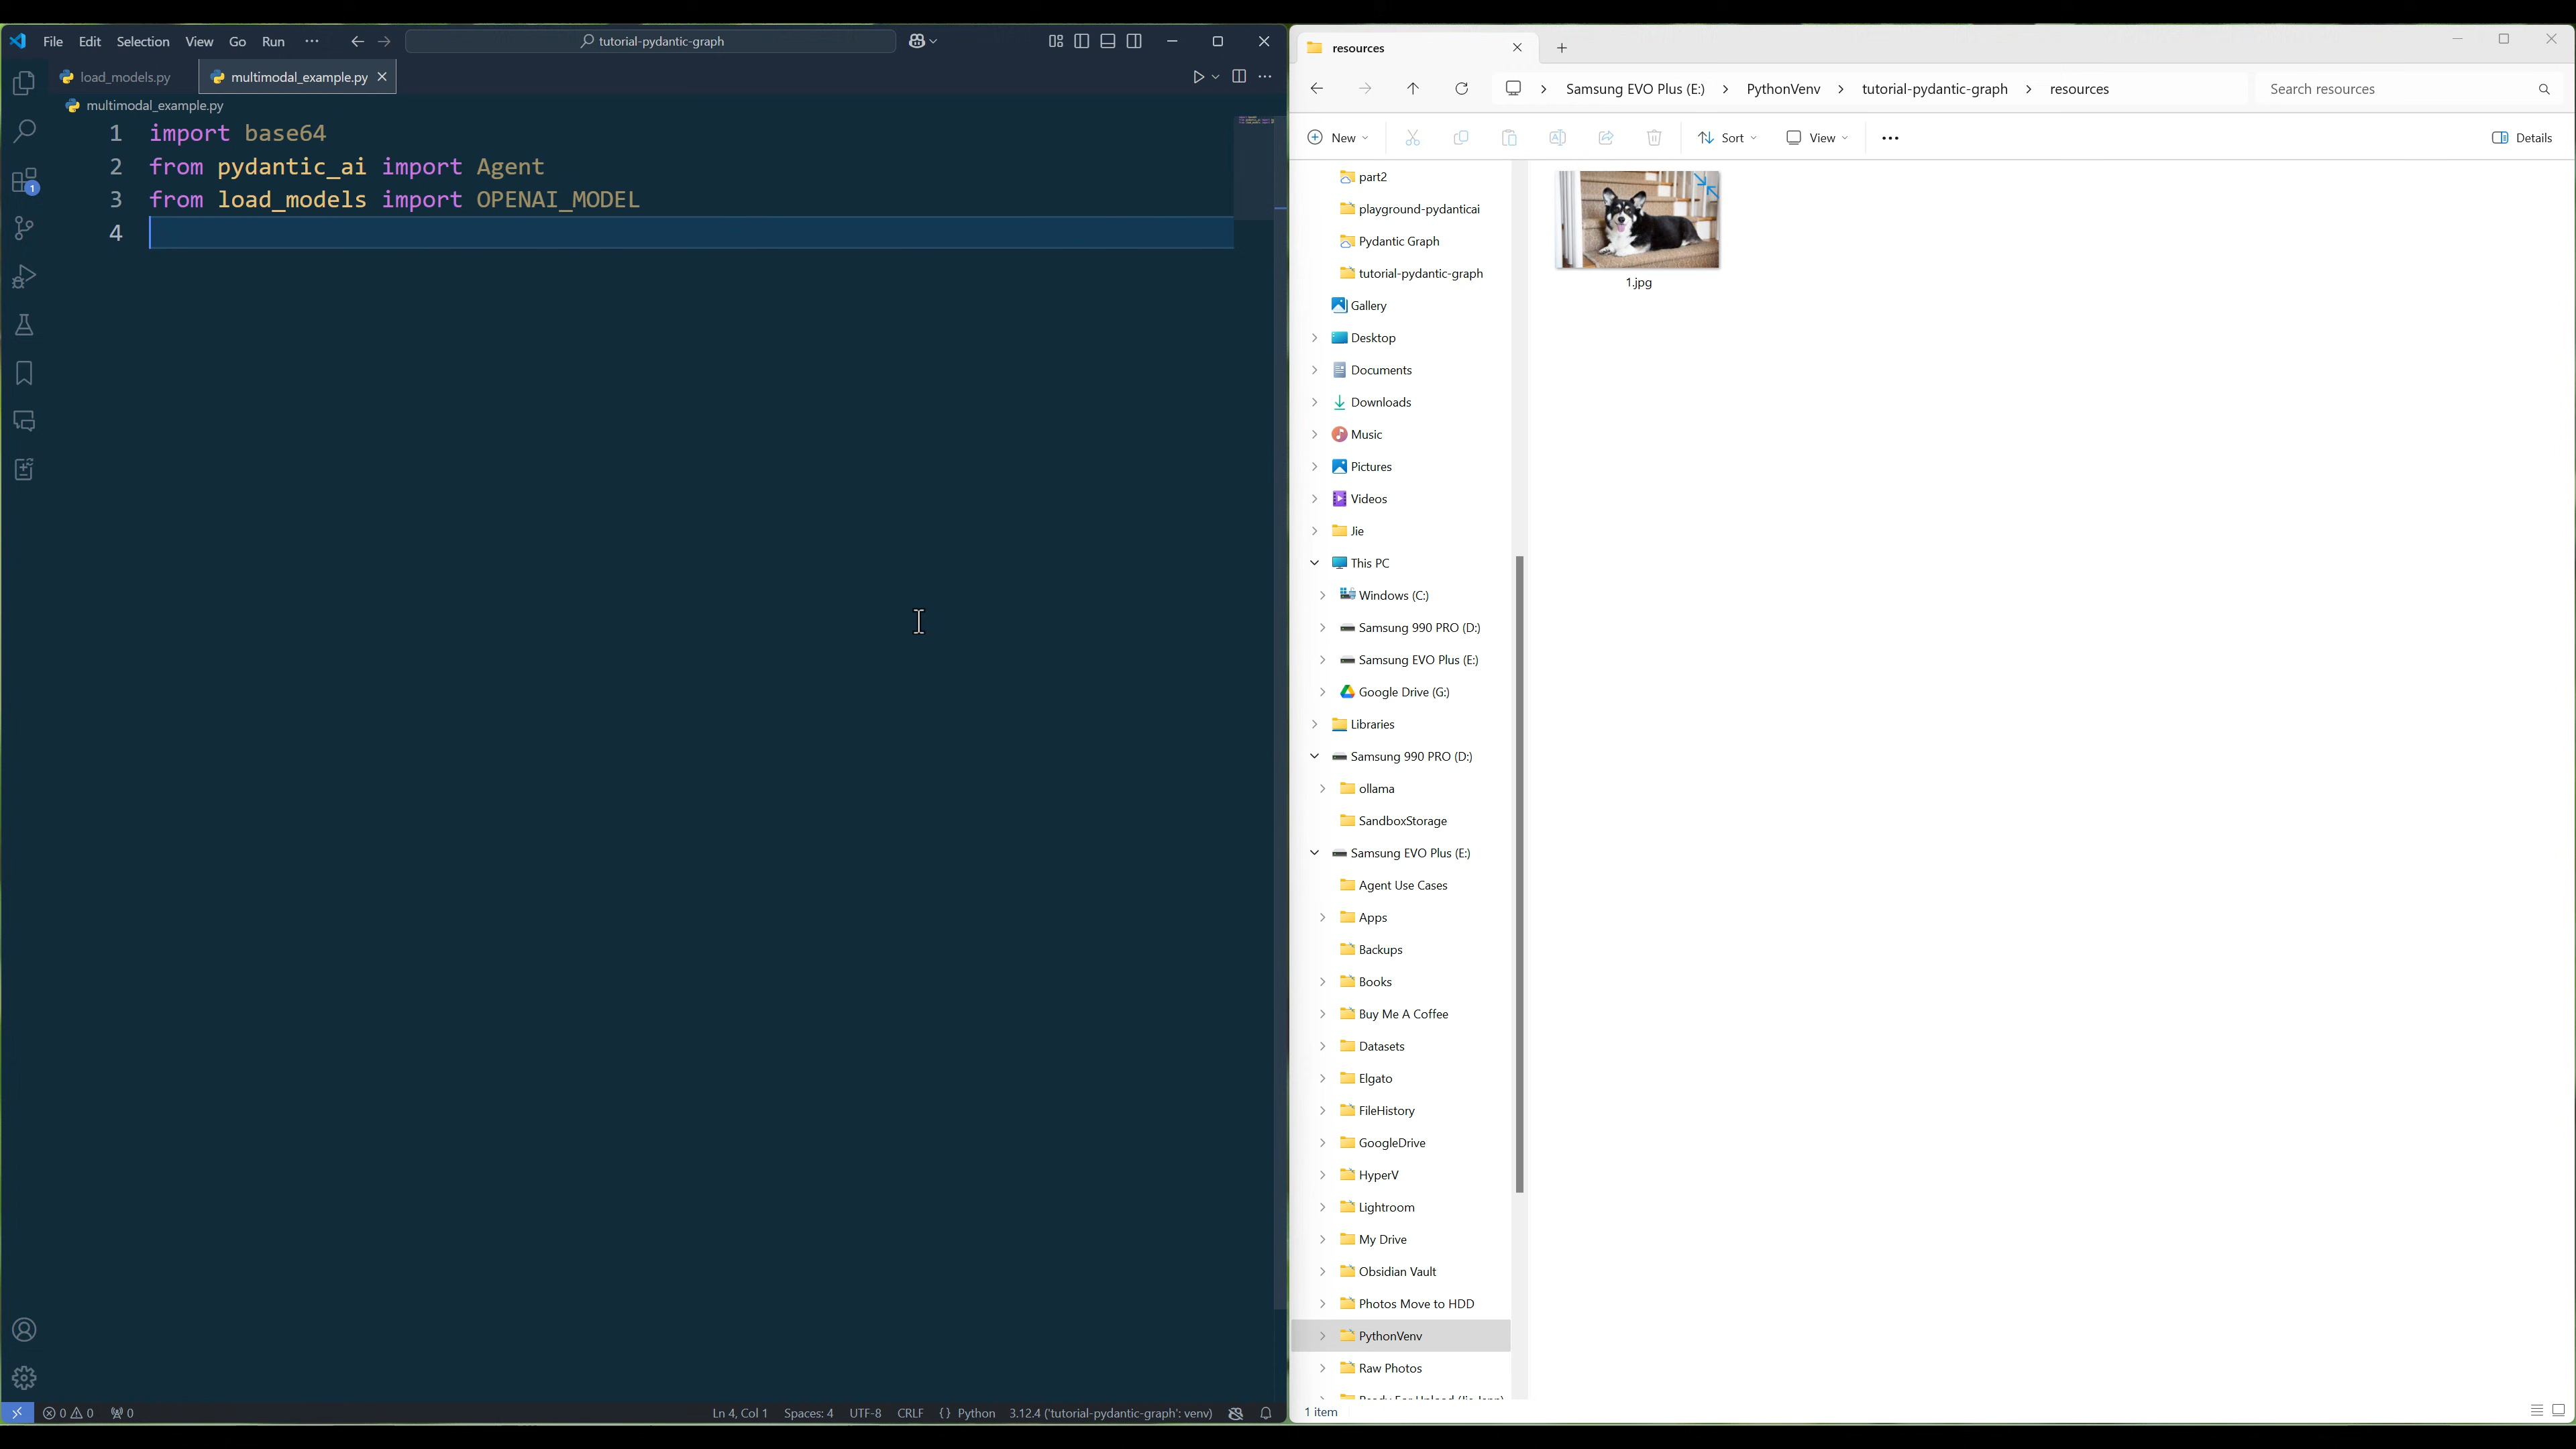 File Edit Selection View Go Run ···
tutorial-pydantic-graph
load_models.py
multimodal_example.py
multimodal_example.py
1 import base64
2 from pydantic_ai import Agent
3 from load_models import OPENAI_MODEL
4
1
0 0 0
Ln 4, Col 1 Spaces: 4 UTF-8 CRLF {} Python 3.12.4 ('tutorial-pydantic-graph': venv)
resources
Samsung EVO Plus (E:) > PythonVenv > tutorial-pydantic-graph > resources
Search resources
New
Sort
View
Details
part2
playground-pydanticai
Pydantic Graph
tutorial-pydantic-graph
Gallery
Desktop
Documents
Downloads
Music
Pictures
Videos
Jie
This PC
Windows (C:)
Samsung 990 PRO (D:)
Samsung EVO Plus (E:)
Google Drive (G:)
Libraries
Samsung 990 PRO (D:)
ollama
SandboxStorage
Samsung EVO Plus (E:)
Agent Use Cases
Apps
Backups
Books
Buy Me A Coffee
Datasets
Elgato
FileHistory
GoogleDrive
HyperV
Lightroom
My Drive
Obsidian Vault
Photos Move to HDD
PythonVenv
Raw Photos
1.jpg
1 item